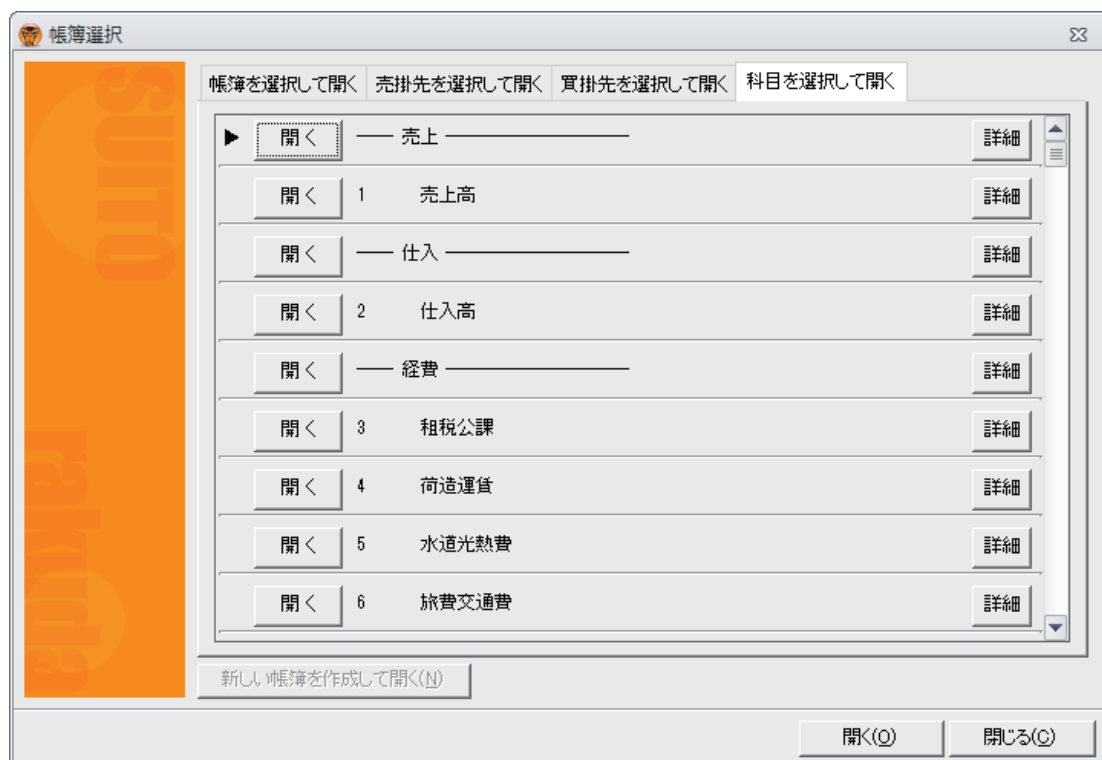 帳簿選択
帳簿を選択して開く 売掛先を選択して開く 買掛先を選択して開く 科目を選択して開く
開く ── 売上 ────────── 詳細
開く 1 売上高 詳細
開く ── 仕入 ────────── 詳細
開く 2 仕入高 詳細
開く ── 経費 ────────── 詳細
開く 3 租税公課 詳細
開く 4 荷造運賃 詳細
開く 5 水道光熱費 詳細
開く 6 旅費交通費 詳細
新しい帳簿を作成して開く(N)
開く(O) 閉じる(C)
SUITO
rakuda